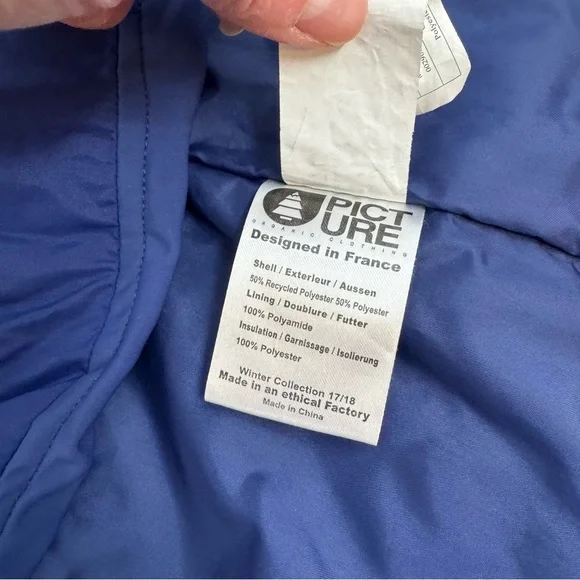 PICT
URE
ORGANIC CLOTHING
Designed in France
Shell / Exterieur / Aussen
50% Recycled Polyester 50% Polyester
Lining / Doublure / Futter
100% Polyamide
Insulation / Garnissage / Isolierung
100% Polyester
Winter Collection 17/18
Made in an ethical Factory
Made in China